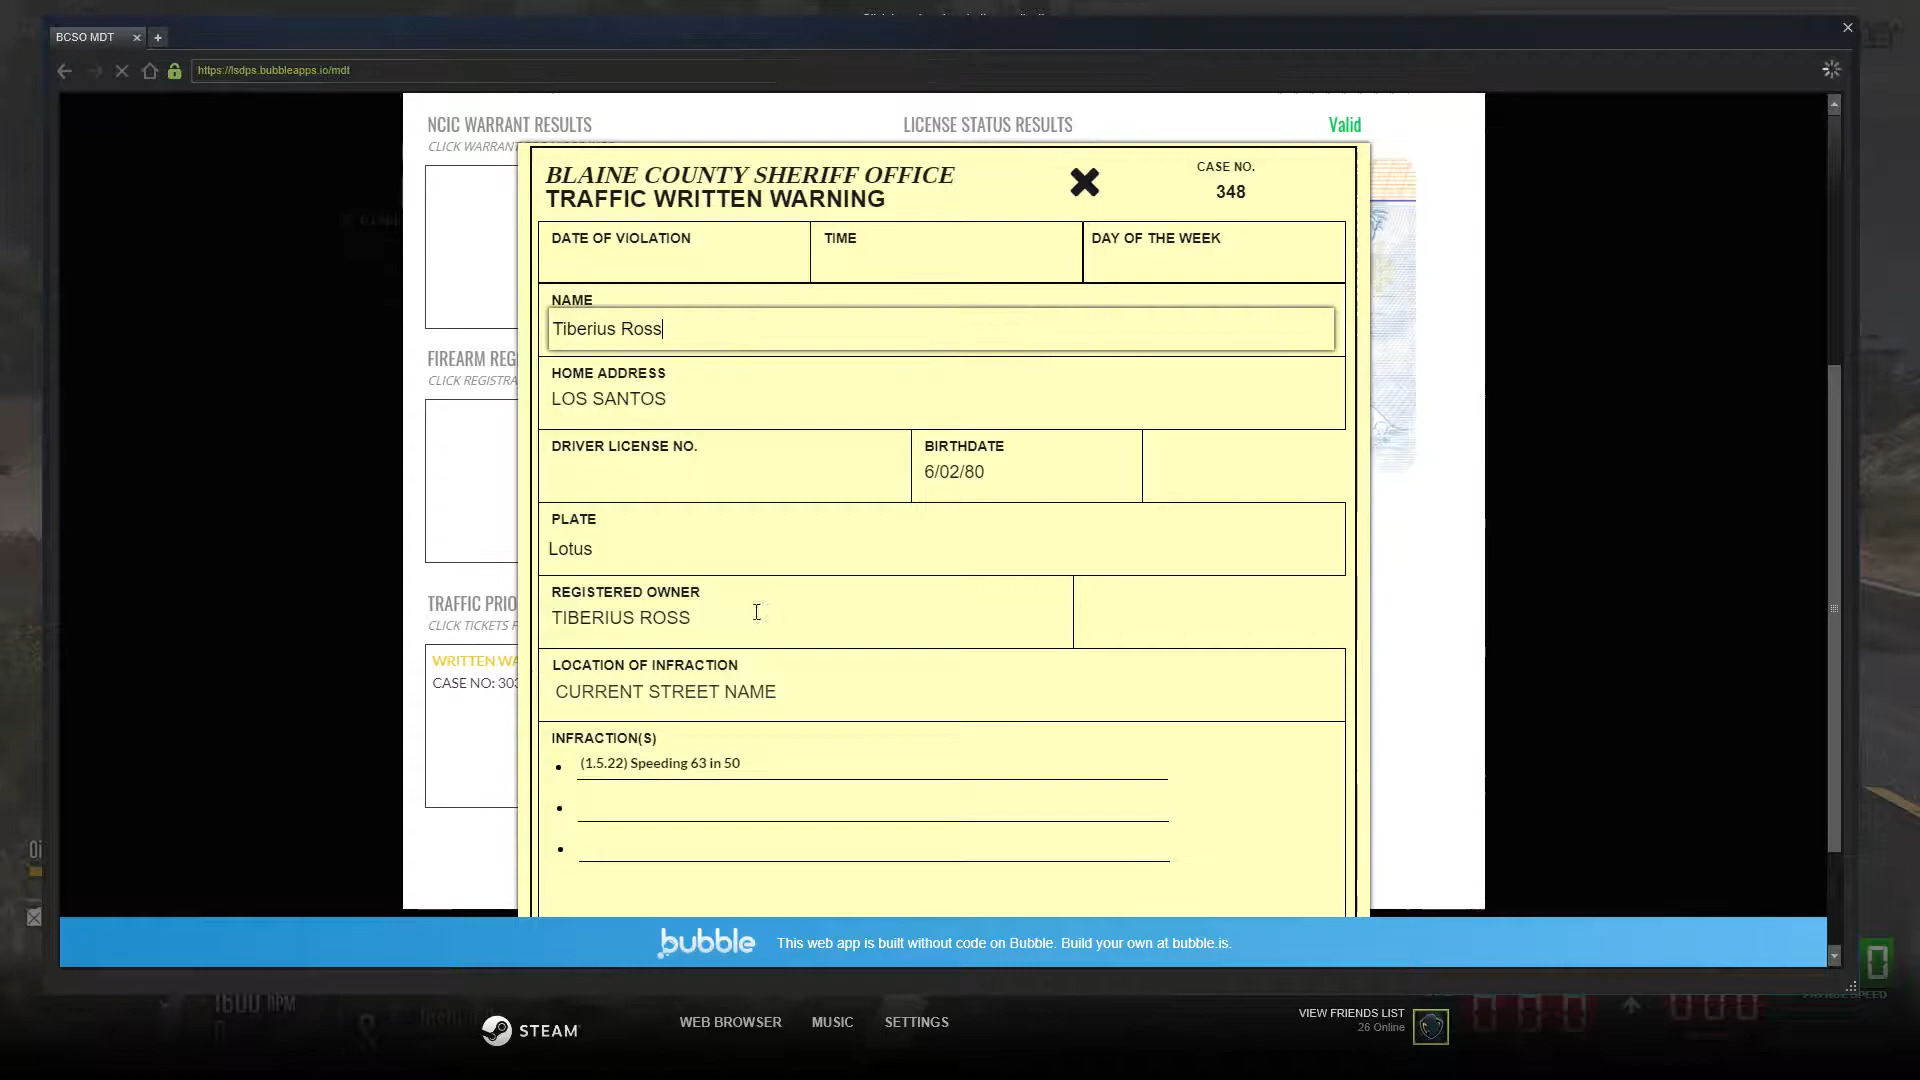 BCSO MDT
https://lsdps.bubbleapps.io/mdt
NCIC WARRANT RESULTS
LICENSE STATUS RESULTS
Valid
CLICK WARRANT
BLAINE COUNTY SHERIFF OFFICE
TRAFFIC WRITTEN WARNING
CASE NO.
348
DATE OF VIOLATION
TIME
DAY OF THE WEEK
NAME
Tiberius Ross
FIREARM REG
CLICK REGISTRA
HOME ADDRESS
LOS SANTOS
DRIVER LICENSE NO.
BIRTHDATE
6/02/80
PLATE
Lotus
REGISTERED OWNER
TIBERIUS ROSS
TRAFFIC PRIO
CLICK TICKETS F
WRITTEN WA
CASE NO: 303
LOCATION OF INFRACTION
CURRENT STREET NAME
INFRACTION(S)
(1.5.22) Speeding 63 in 50
bubble
This web app is built without code on Bubble. Build your own at bubble.is.
STEAM
WEB BROWSER
MUSIC
SETTINGS
VIEW FRIENDS LIST
26 Online